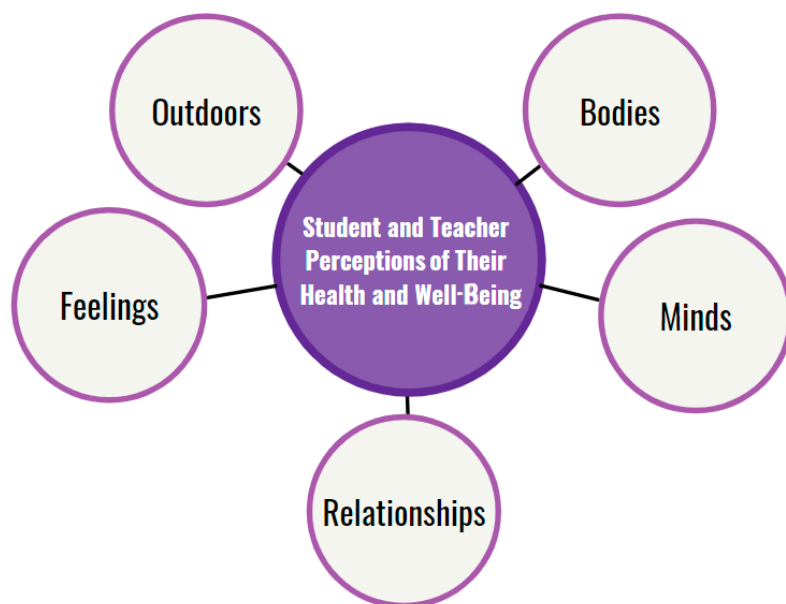 Outdoors
Bodies
Student and Teacher
Perceptions of Their
Health and Well-Being
Feelings
Minds
Relationships